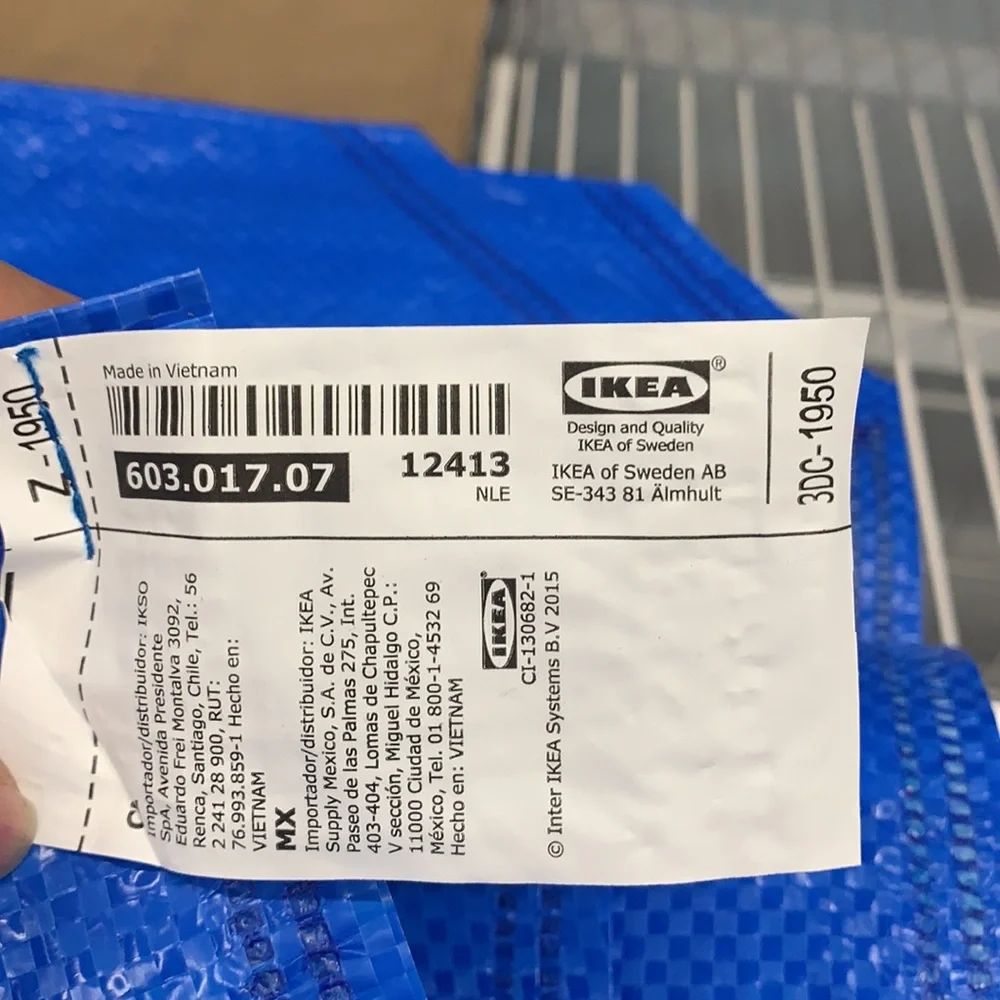 Made in Vietnam
603.017.07
12413
NLE
IKEA®
Design and Quality
IKEA of Sweden
IKEA of Sweden AB
SE-343 81 Älmhult
3DC-1950
Z-1950
Importador/distribuidor: IKSO
SpA, Avenida Presidente
Eduardo Frei Montalva 3092,
Renca, Santiago, Chile, Tel.: 56
2 241 28 900, RUT:
76.993.859-1 Hecho en:
VIETNAM
MX
Importador/distribuidor: IKEA
Supply Mexico, S.A. de C.V., Av.
Paseo de las Palmas 275, Int.
403-404, Lomas de Chapultepec
V sección, Miguel Hidalgo C.P.:
11000 Ciudad de México,
México, Tel. 01 800-1-4532 69
Hecho en: VIETNAM
IKEA®
CI-130682-1
© Inter IKEA Systems B.V 2015